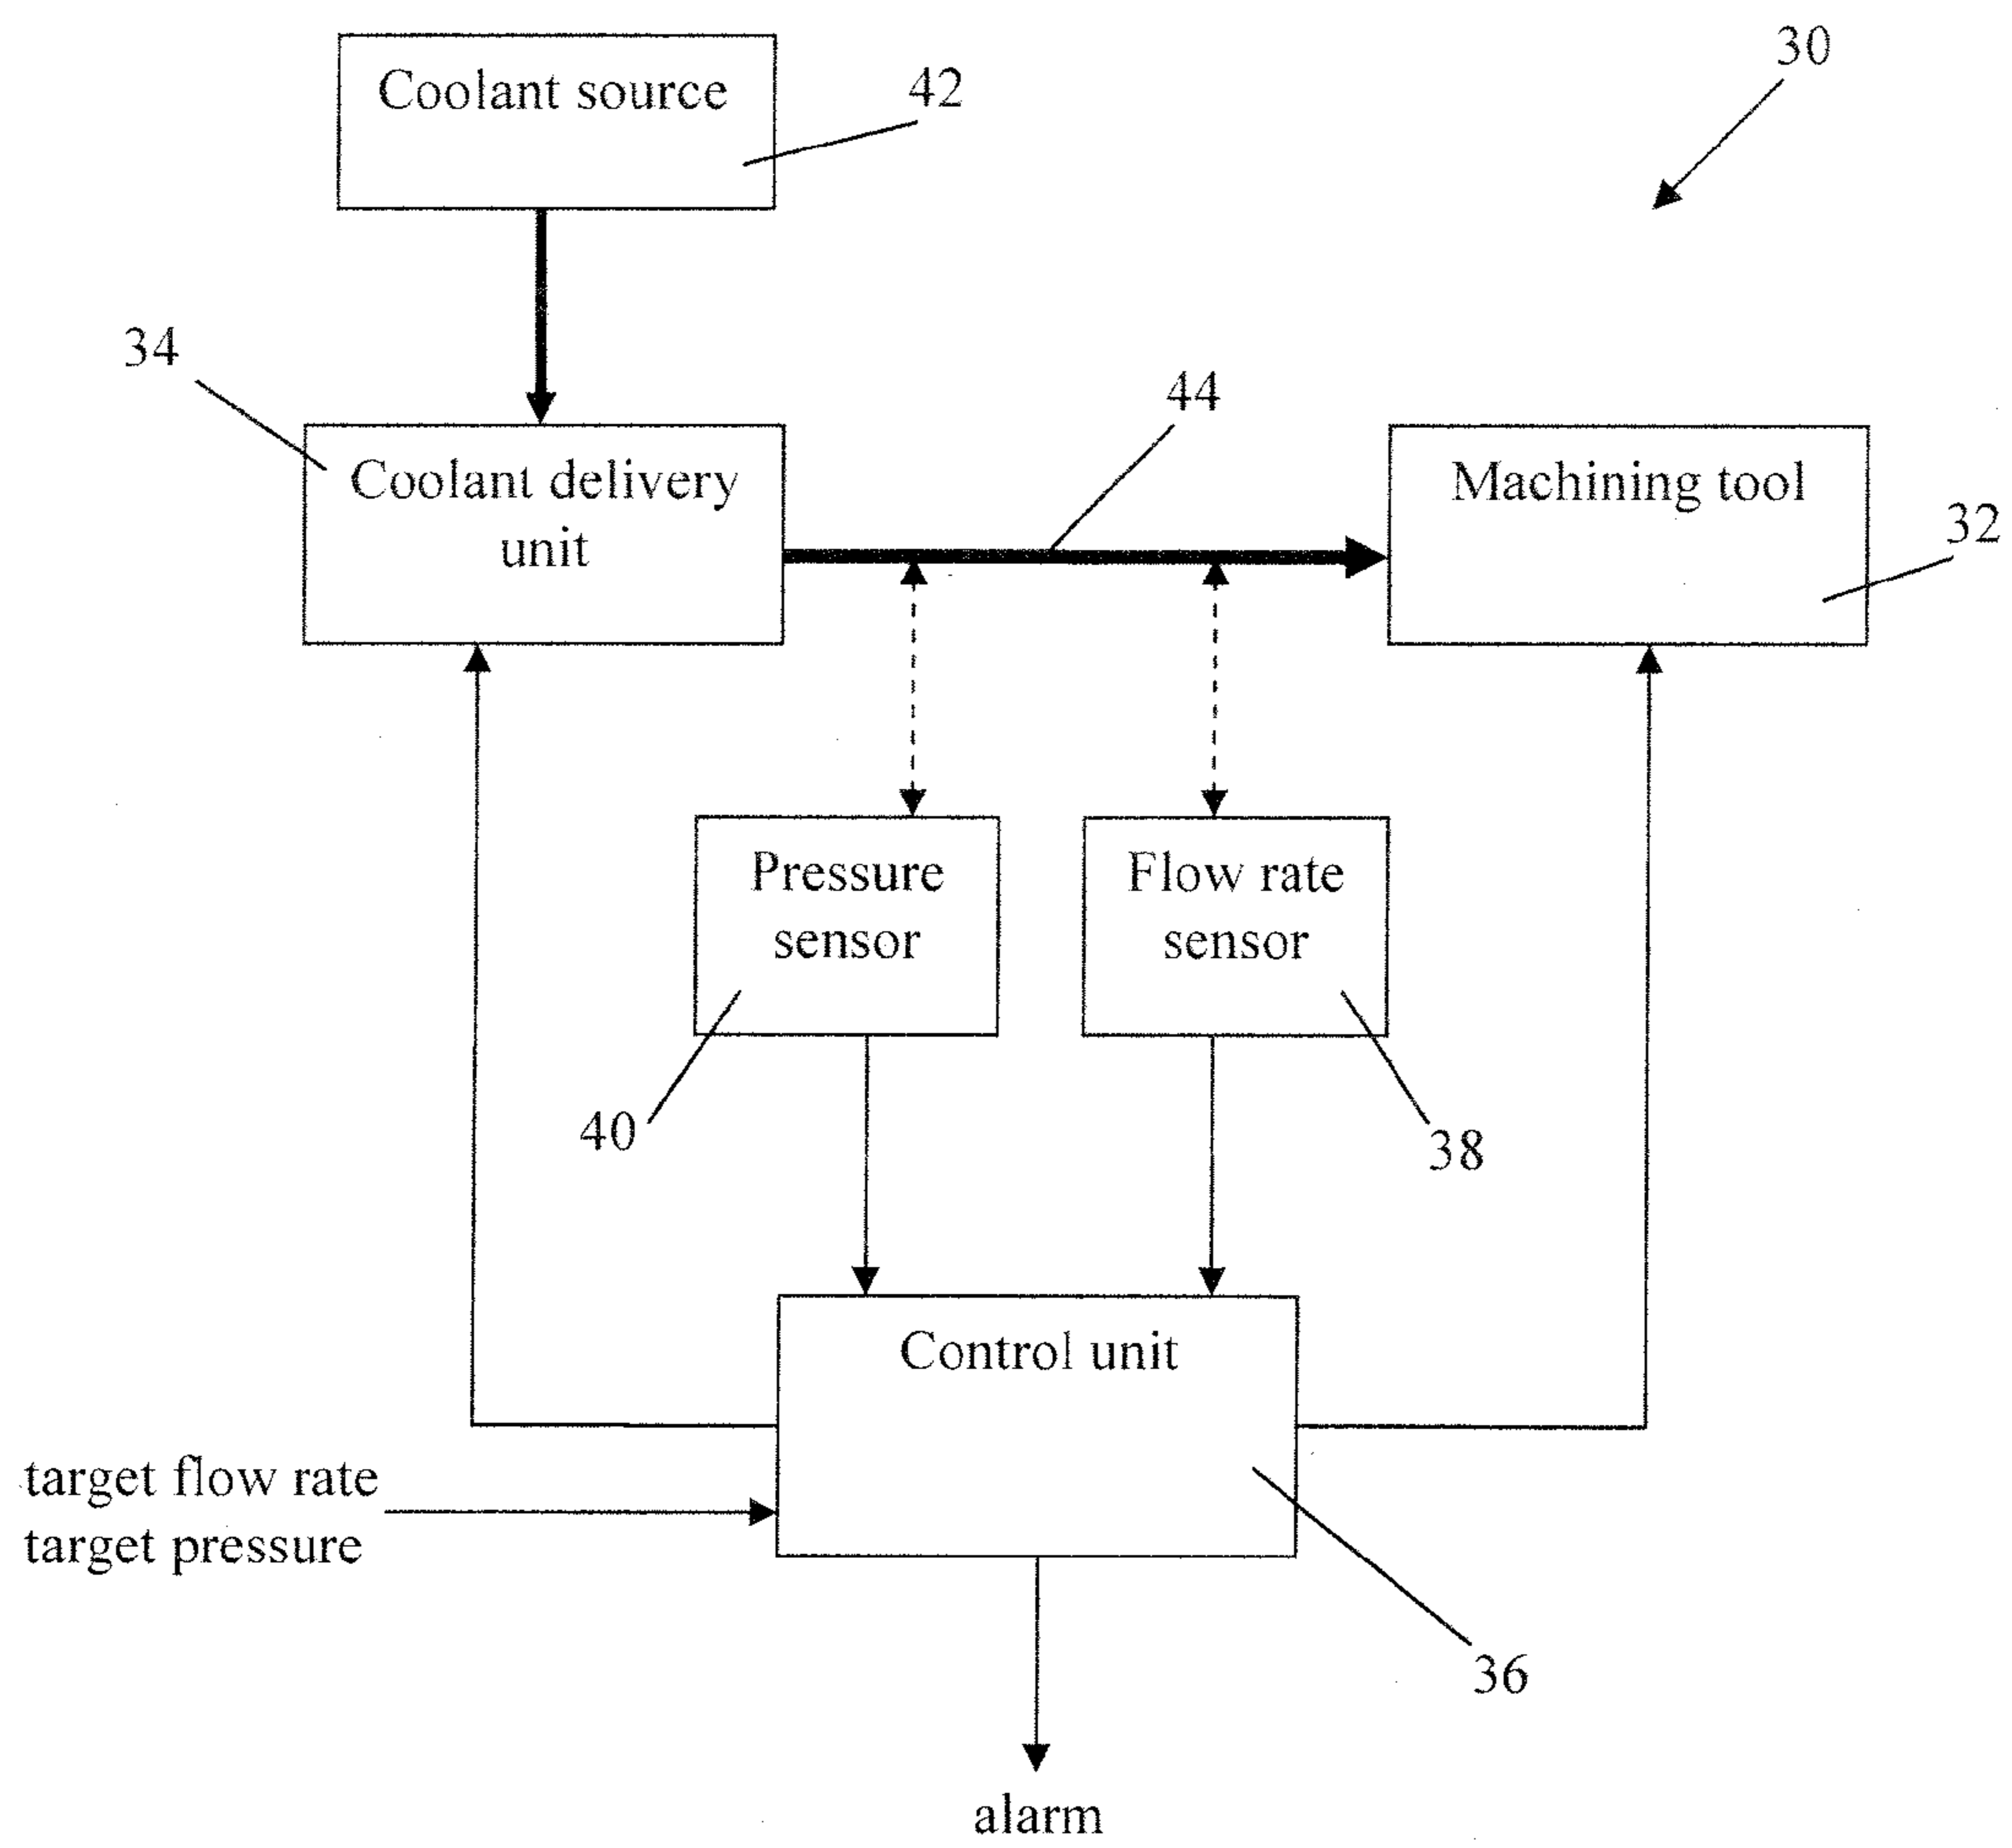 30
Coolant source
42
34
44
Coolant delivery
unit
Machining tool
32
Pressure
sensor
Flow rate
sensor
40
38
Control unit
target flow rate
target pressure
36
alarm